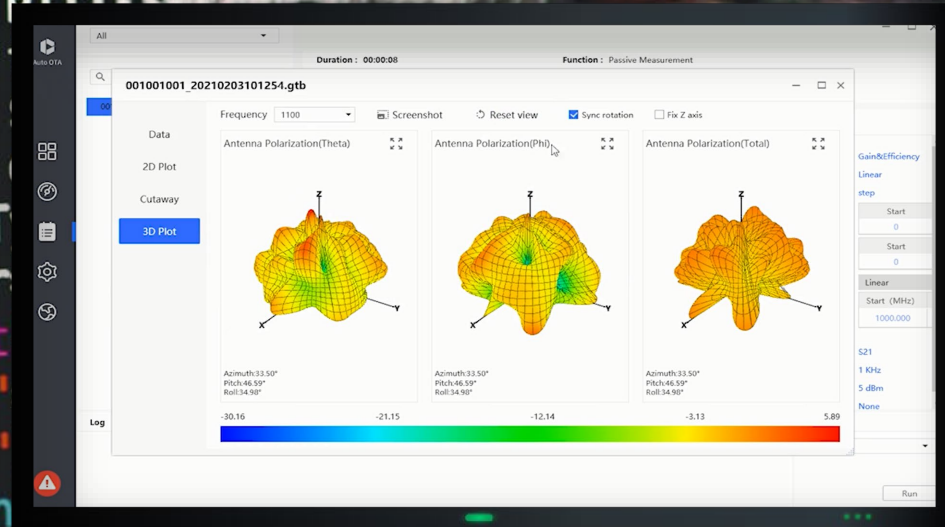 All
Auto OTA
Duration : 00:00:08
Function : Passive Measurement
001001001_20210203101254.gtb
00
Frequency
1100
Screenshot
Reset view
Sync rotation
Fix Z axis
Data
2D Plot
Cutaway
3D Plot
Antenna Polarization(Theta)
Antenna Polarization(Phi)
Antenna Polarization(Total)
Z
X
Y
Z
X
Y
Z
X
Y
Azimuth:33.50°
Pitch:46.59°
Roll:34.98°
Azimuth:33.50°
Pitch:46.59°
Roll:34.98°
Azimuth:33.50°
Pitch:46.59°
Roll:34.98°
-30.16
-21.15
-12.14
-3.13
5.89
Gain&Efficiency
Linear
step
Start
0
Start
0
Linear
Start (MHz)
1000.000
S21
1 KHz
5 dBm
None
Log
Run